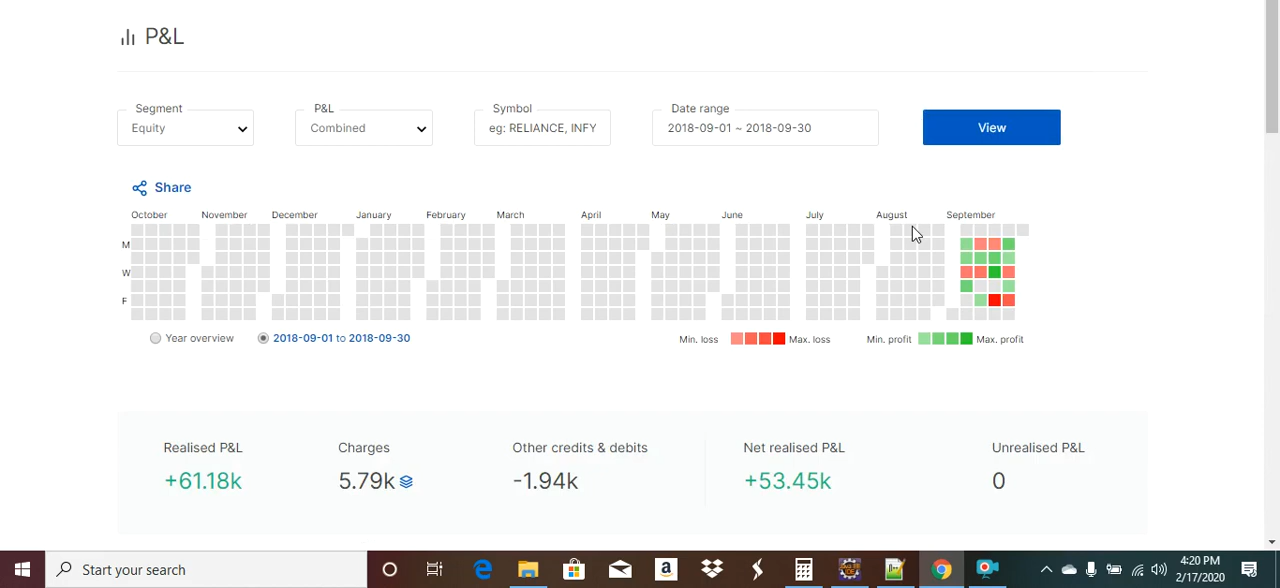 P&L
Segment P&L Symbol Date range
Equity Combined eg: RELIANCE, INFY 2018-09-01 ~ 2018-09-30 View
Share
October November December January February March April May June July August September
M
W
F
Year overview 2018-09-01 to 2018-09-30 Min. loss Max. loss Min. profit Max. profit
Realised P&L Charges Other credits & debits Net realised P&L Unrealised P&L
+61.18k 5.79k -1.94k +53.45k 0
Start your search 4:20 PM
2/17/2020